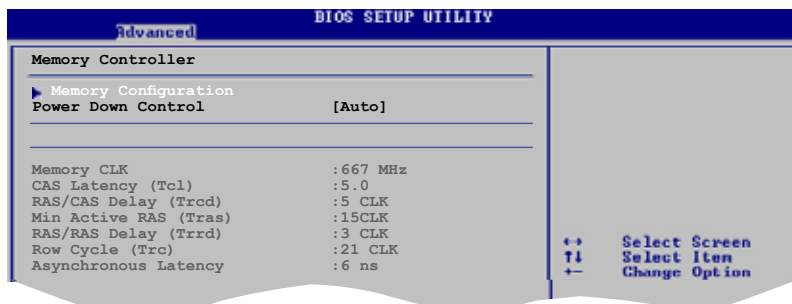 BIOS SETUP UTILITY
Advanced
Memory Controller
Memory Configuration
Power Down Control [Auto]
Memory CLK :667 MHz
CAS Latency (Tcl) :5.0
RAS/CAS Delay (Trcd) :5 CLK
Min Active RAS (Tras) :15CLK
RAS/RAS Delay (Trrd) :3 CLK
Row Cycle (Trc) :21 CLK
Asynchronous Latency :6 ns
↔ Select Screen
↑↓ Select Item
+- Change Option